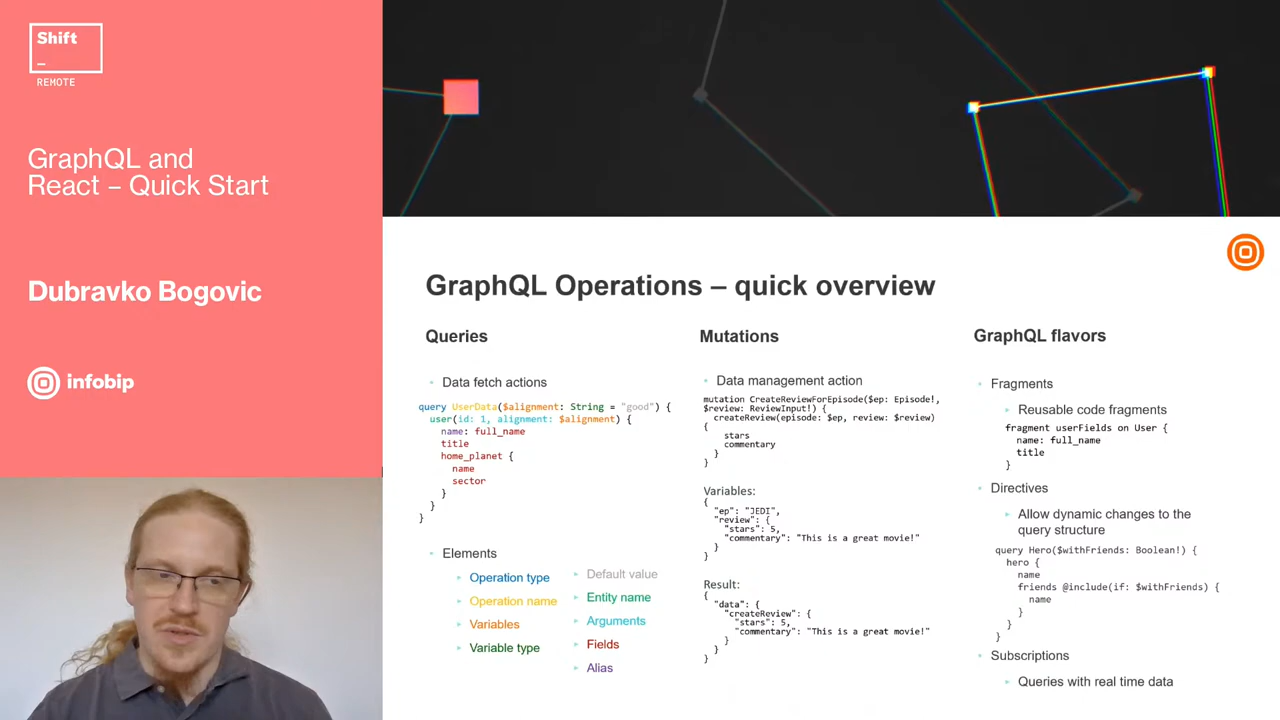 Shift
_
REMOTE
GraphQL and
React – Quick Start
Dubravko Bogovic
infobip
GraphQL Operations – quick overview
Queries
Data fetch actions
query UserData($alignment: String = "good") {
user(id: 1, alignment: $alignment) {
name: full_name
title
home_planet {
name
sector
}
}
}
Elements
Operation type
Operation name
Variables
Variable type
Default value
Entity name
Arguments
Fields
Alias
Mutations
Data management action
mutation CreateReviewForEpisode($ep: Episode!,
$review: ReviewInput!) {
createReview(episode: $ep, review: $review)
{
stars
commentary
}
}
Variables:
{
"ep": "JEDI",
"review": {
"stars": 5,
"commentary": "This is a great movie!"
}
}
Result:
{
"data": {
"createReview": {
"stars": 5,
"commentary": "This is a great movie!"
}
}
}
GraphQL flavors
Fragments
Reusable code fragments
fragment userFields on User {
name: full_name
title
}
Directives
Allow dynamic changes to the
query structure
query Hero($withFriends: Boolean!) {
hero {
name
friends @include(if: $withFriends) {
name
}
}
}
Subscriptions
Queries with real time data